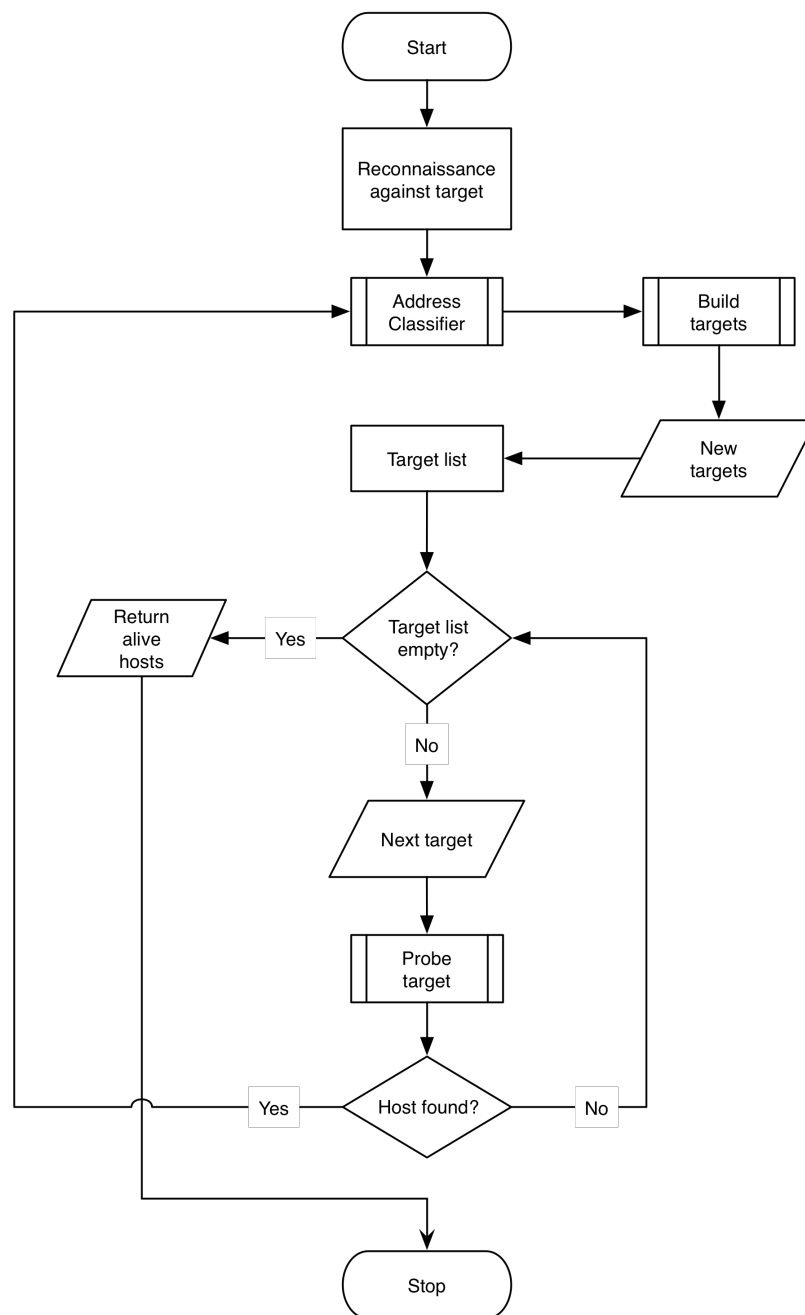 Start
Reconnaissance
against target
Address
Classifier
Build
targets
New
targets
Target list
Target list
empty?
Yes
Return
alive
hosts
No
Next target
Probe
target
Host found?
Yes
No
Stop